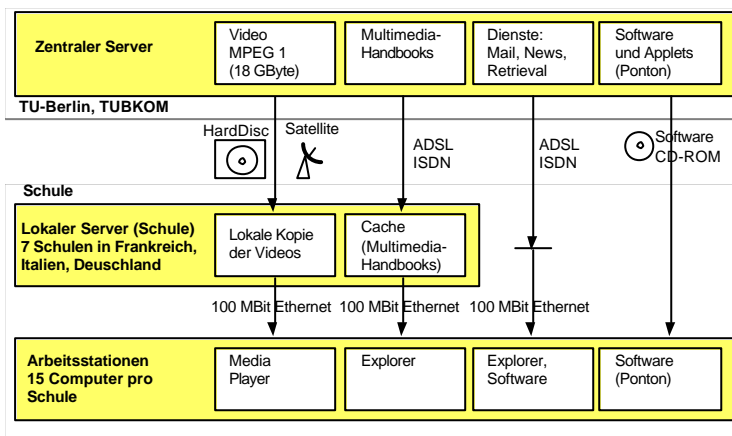 Zentraler Server
Video
MPEG 1
(18 GByte)
Multimedia-
Handbooks
Dienste:
Mail, News,
Retrieval
Software
und Applets
(Ponton)
TU-Berlin, TUBKOM
HardDisc
Satellite
ADSL
ISDN
ADSL
ISDN
Software
CD-ROM
Schule
Lokaler Server (Schule)
7 Schulen in Frankreich,
Italien, Deuschland
Lokale Kopie
der Videos
Cache
(Multimedia-
Handbooks)
100 MBit Ethernet
100 MBit Ethernet
100 MBit Ethernet
Arbeitsstationen
15 Computer pro
Schule
Media
Player
Explorer
Explorer,
Software
Software
(Ponton)